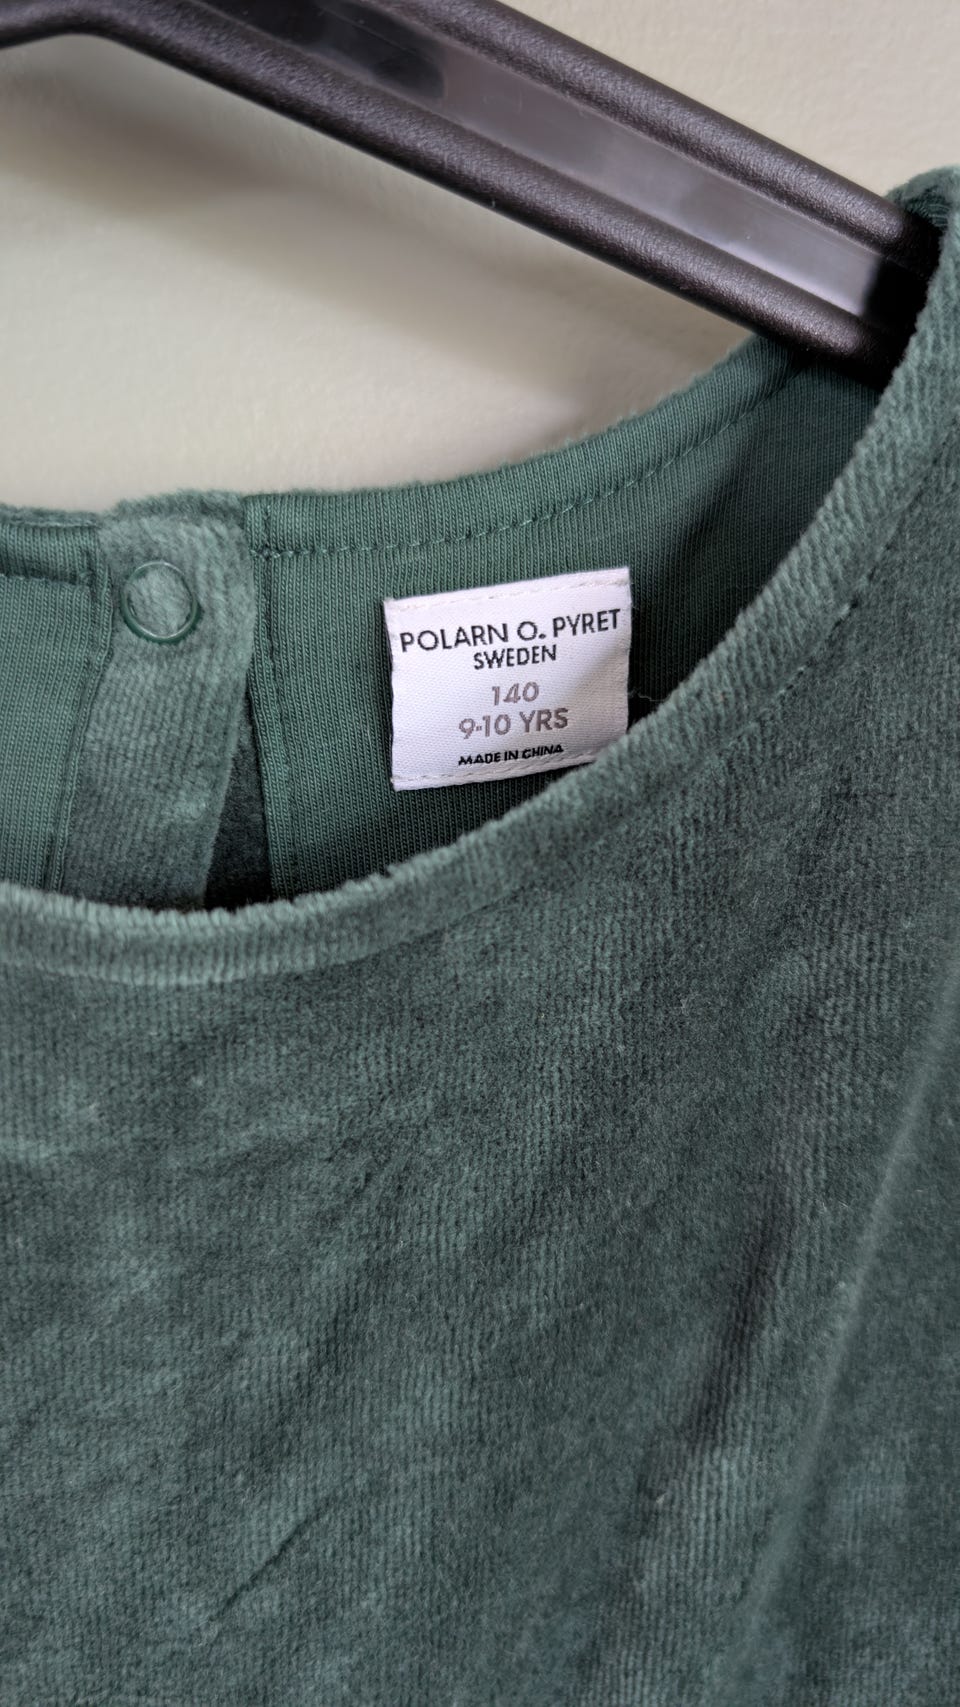 POLARN O. PYRET
SWEDEN
140
9-10 YRS
MADE IN CHINA